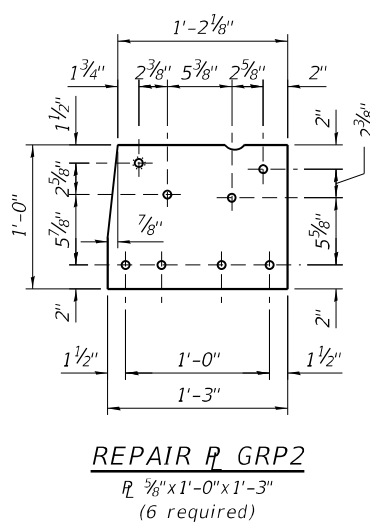 1'-2⅛"
1¾" 2⅜" 5⅜" 2⅝" 2"
1½" 2" 2⅜"
2⅝"
1'-0"
⅞"
5⅞" 5⅝"
2" 2"
1½" 1'-0" 1½"
1'-3"
REPAIR ℄ GRP2
℄ ⅝"x1'-0"x1'-3"
(6 required)